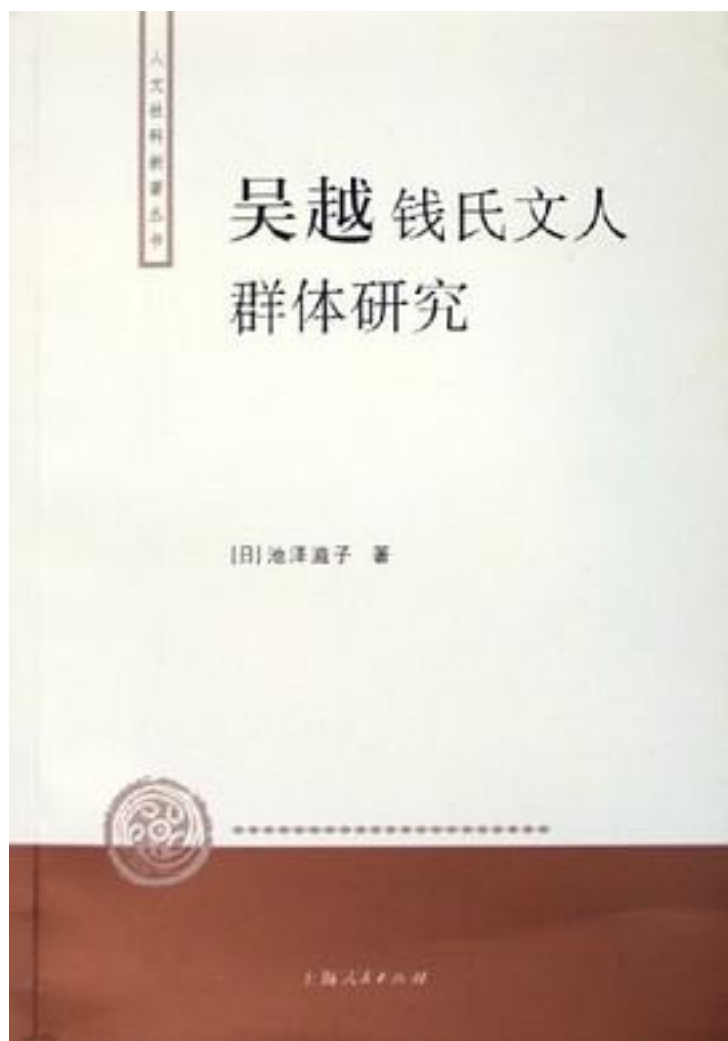 人文社科新著丛书
吴越 钱氏文人
群体研究
[日] 池泽滋子 著
上海人民出版社